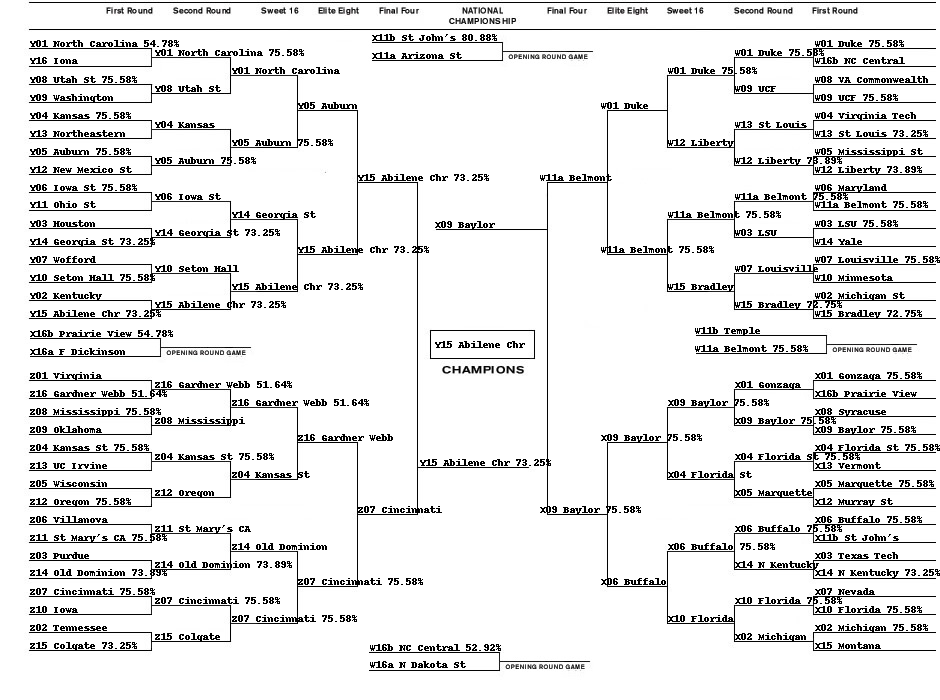 First Round Second Round Sweet 16 Elite Eight Final Four NATIONAL CHAMPIONSHIP Final Four Elite Eight Sweet 16 Second Round First Round
Y01 North Carolina 54.78%
Y16 Iona
Y08 Utah St 75.58%
Y09 Washington
Y04 Kansas 75.58%
Y13 Northeastern
Y05 Auburn 75.58%
Y12 New Mexico St
Y06 Iowa St 75.58%
Y11 Ohio St
Y03 Houston
Y14 Georgia St 73.25%
Y07 Wofford
Y10 Seton Hall 75.58%
Y02 Kentucky
Y15 Abilene Chr 73.25%
Y01 North Carolina 75.58%
Y08 Utah St
Y04 Kansas
Y05 Auburn 75.58%
Y06 Iowa St
Y14 Georgia St 73.25%
Y10 Seton Hall
Y15 Abilene Chr 73.25%
Y01 North Carolina
Y05 Auburn 75.58%
Y14 Georgia St
Y15 Abilene Chr 73.25%
Y05 Auburn
Y15 Abilene Chr 73.25%
Y15 Abilene Chr 73.25%
X16b Prairie View 54.78%
X16a F Dickinson
OPENING ROUND GAME
Z01 Virginia
Z16 Gardner Webb 51.64%
Z08 Mississippi 75.58%
Z09 Oklahoma
Z04 Kansas St 75.58%
Z13 UC Irvine
Z05 Wisconsin
Z12 Oregon 75.58%
Z06 Villanova
Z11 St Mary's CA 75.58%
Z03 Purdue
Z14 Old Dominion 73.89%
Z07 Cincinnati 75.58%
Z10 Iowa
Z02 Tennessee
Z15 Colgate 73.25%
Z16 Gardner Webb 51.64%
Z08 Mississippi
Z04 Kansas St 75.58%
Z12 Oregon
Z11 St Mary's CA
Z14 Old Dominion 73.89%
Z07 Cincinnati 75.58%
Z15 Colgate
Z16 Gardner Webb 51.64%
Z04 Kansas St
Z14 Old Dominion
Z07 Cincinnati 75.58%
Z16 Gardner Webb
Z07 Cincinnati 75.58%
Z07 Cincinnati
X11b St John's 80.88%
X11a Arizona St
OPENING ROUND GAME
X09 Baylor
Y15 Abilene Chr
CHAMPIONS
Y15 Abilene Chr 73.25%
W16b NC Central 52.92%
W16a N Dakota St
OPENING ROUND GAME
W11a Belmont
W01 Duke
W11a Belmont 75.58%
W01 Duke 75.58%
W12 Liberty
W11a Belmont 75.58%
W15 Bradley
W01 Duke 75.58%
W09 UCF
W13 St Louis
W12 Liberty 73.89%
W11a Belmont 75.58%
W03 LSU
W07 Louisville
W15 Bradley 72.75%
W01 Duke 75.58%
W16b NC Central
W08 VA Commonwealth
W09 UCF 75.58%
W04 Virginia Tech
W13 St Louis 73.25%
W05 Mississippi St
W12 Liberty 73.89%
W06 Maryland
W11a Belmont 75.58%
W03 LSU 75.58%
W14 Yale
W07 Louisville 75.58%
W10 Minnesota
W02 Michigan St
W15 Bradley 72.75%
W11b Temple
W11a Belmont 75.58%
OPENING ROUND GAME
X09 Baylor 75.58%
X09 Baylor 75.58%
X06 Buffalo
X09 Baylor 75.58%
X04 Florida St
X06 Buffalo 75.58%
X10 Florida
X01 Gonzaga
X09 Baylor 75.58%
X04 Florida St 75.58%
X05 Marquette
X06 Buffalo 75.58%
X14 N Kentucky
X10 Florida 75.58%
X02 Michigan
X01 Gonzaga 75.58%
X16b Prairie View
X08 Syracuse
X09 Baylor 75.58%
X04 Florida St 75.58%
X13 Vermont
X05 Marquette 75.58%
X12 Murray St
X06 Buffalo 75.58%
X11b St John's
X03 Texas Tech
X14 N Kentucky 73.25%
X07 Nevada
X10 Florida 75.58%
X02 Michigan 75.58%
X15 Montana